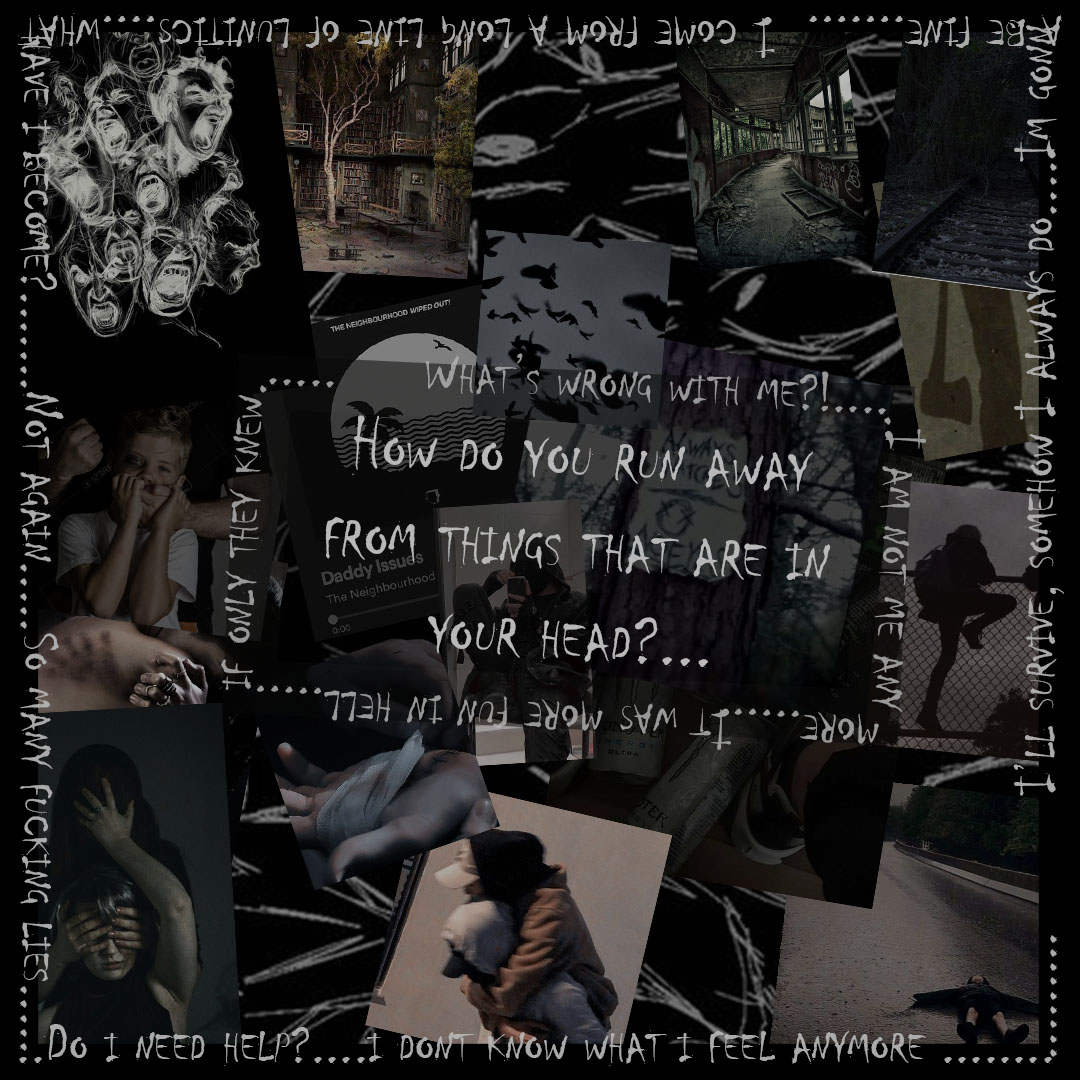 I COME FROM A LONG LINE OF LUNITICS.....WHAT
HAVE I BECOME?........NOT AGAIN.....SO MANY FUCKING LIES
..DO I NEED HELP?....I DONT KNOW WHAT I FEEL ANYMORE ..........
I'LL SURVIVE, SOMEHOW I ALWAYS DO....IM GONNA
BE FINE ........
THE NEIGHBOURHOOD WIPED OUT!
WHAT'S WRONG WITH ME?!.....
I AM NOT ME ANY
MORE......IT WAS MORE FUN IN HELL
IF ONLY THEY KNEW
HOW DO YOU RUN AWAY
FROM THINGS THAT ARE IN
YOUR HEAD?...
Daddy Issues
The Neighbourhood
0:00
ENERGY
ULTRA